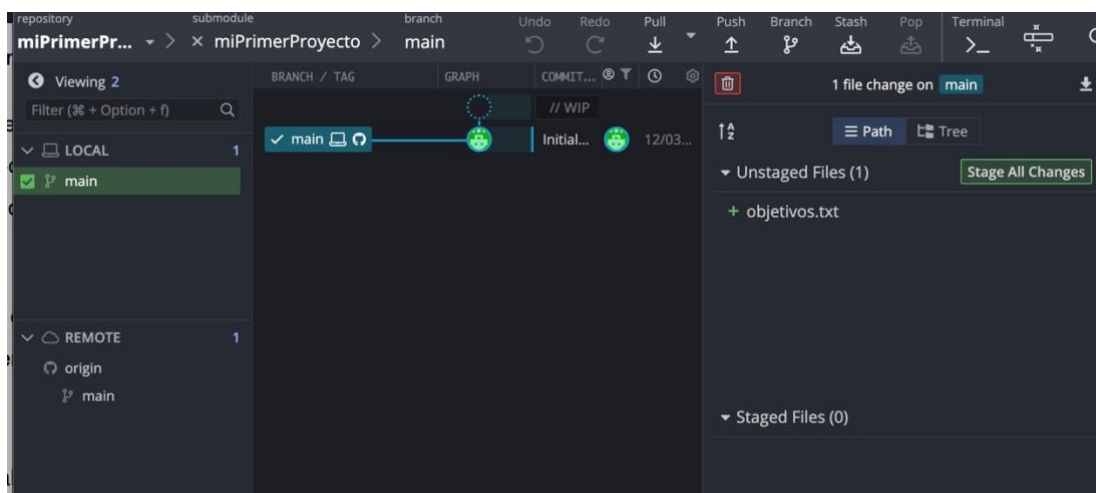 repository submodule branch Undo Redo Pull Push Branch Stash Pop Terminal
miPrimerPr... miPrimerProyecto main
Viewing 2
Filter (⌘ + Option + f)
LOCAL 1
main
REMOTE 1
origin
main
BRANCH / TAG GRAPH COMMIT...
// WIP
main Initial... 12/03...
1 file change on main
Path Tree
Unstaged Files (1) Stage All Changes
+ objetivos.txt
Staged Files (0)